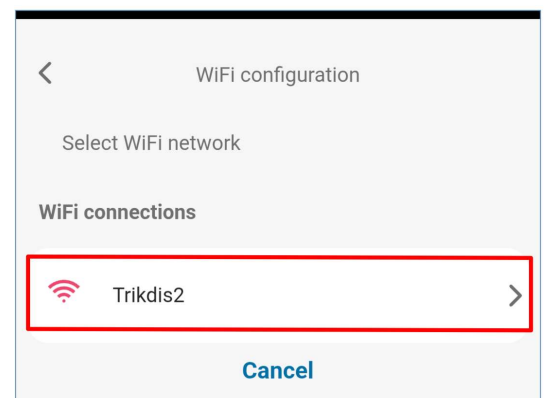 WiFi configuration
Select WiFi network
WiFi connections
Trikdis2
Cancel